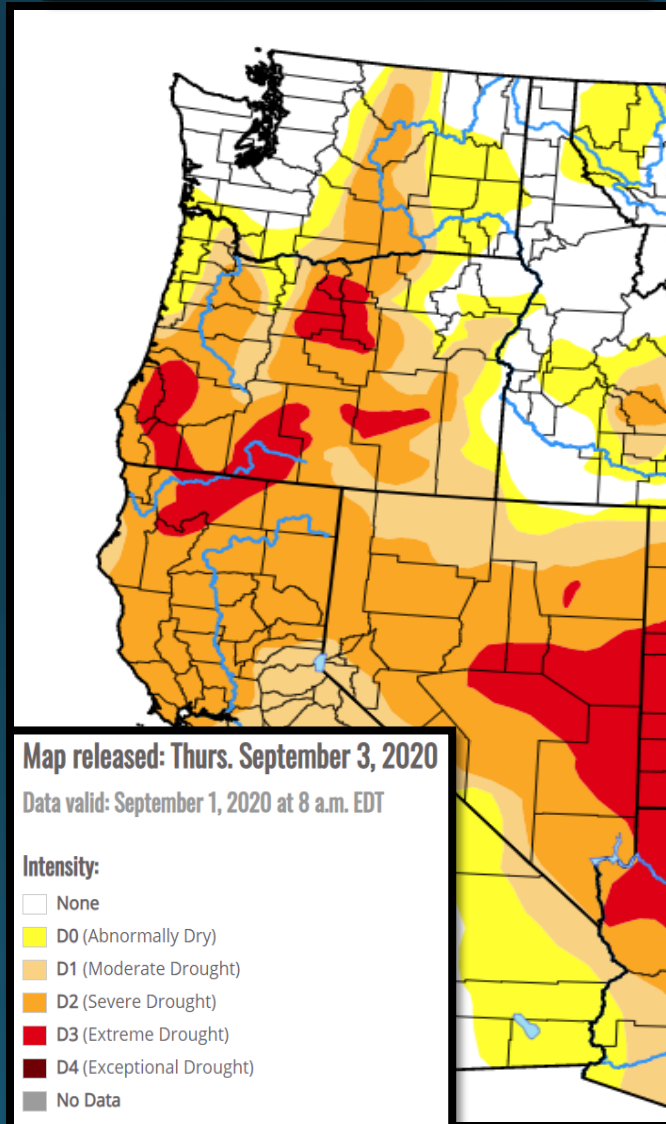 Map released: Thurs. September 3, 2020
Data valid: September 1, 2020 at 8 a.m. EDT
Intensity:
None
D0 (Abnormally Dry)
D1 (Moderate Drought)
D2 (Severe Drought)
D3 (Extreme Drought)
D4 (Exceptional Drought)
No Data